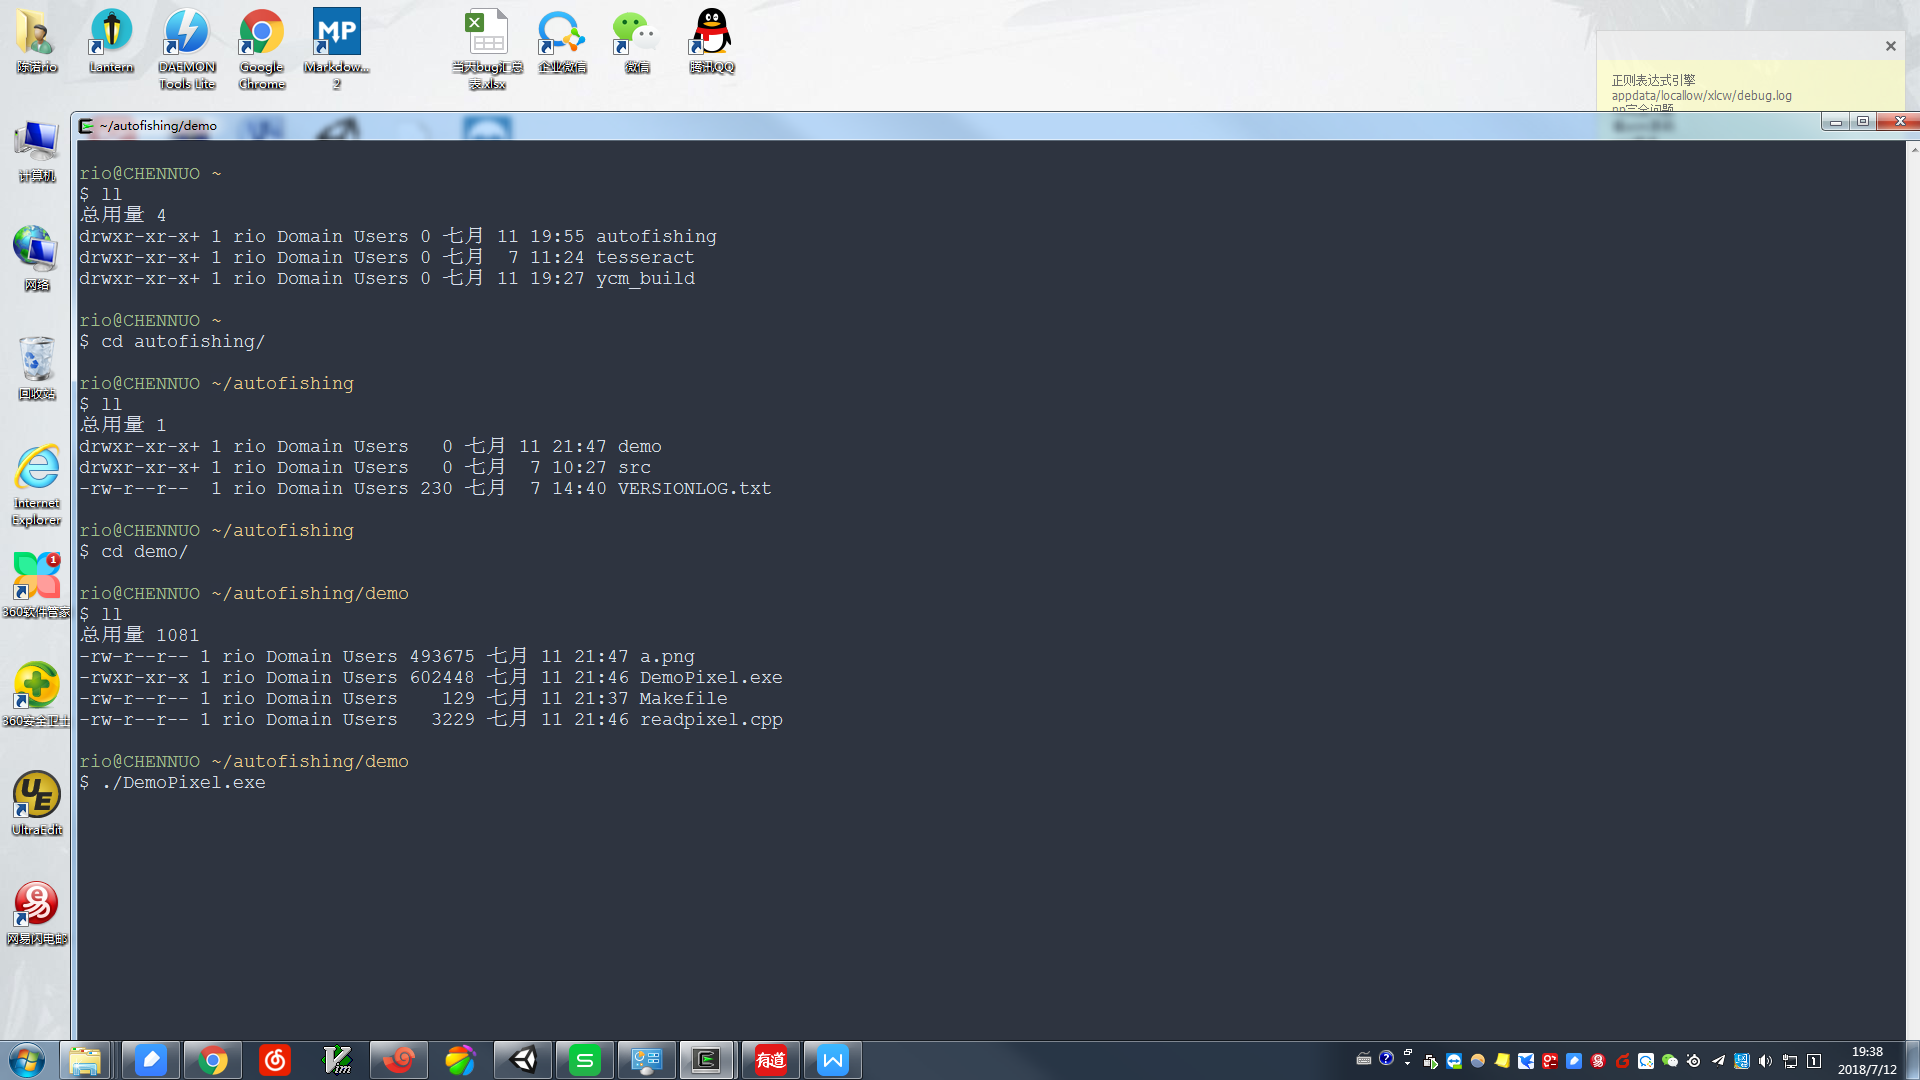 陈诺rio
Lantern
DAEMON
Tools Lite
Google
Chrome
Markdow...
2
当天bug汇总
表.xlsx
企业微信
微信
腾讯QQ
正则表达式引擎
appdata/locallow/xlcw/debug.log
~/autofishing/demo
计算机
网络
回收站
Internet
Explorer
1
360软件管家
360安全卫士
UltraEdit
网易闪电邮
rio@CHENNUO ~
$ ll
总用量 4
drwxr-xr-x+ 1 rio Domain Users 0 七月 11 19:55 autofishing
drwxr-xr-x+ 1 rio Domain Users 0 七月  7 11:24 tesseract
drwxr-xr-x+ 1 rio Domain Users 0 七月 11 19:27 ycm_build
rio@CHENNUO ~
$ cd autofishing/
rio@CHENNUO ~/autofishing
$ ll
总用量 1
drwxr-xr-x+ 1 rio Domain Users   0 七月 11 21:47 demo
drwxr-xr-x+ 1 rio Domain Users   0 七月  7 10:27 src
-rw-r--r--  1 rio Domain Users 230 七月  7 14:40 VERSIONLOG.txt
rio@CHENNUO ~/autofishing
$ cd demo/
rio@CHENNUO ~/autofishing/demo
$ ll
总用量 1081
-rw-r--r-- 1 rio Domain Users 493675 七月 11 21:47 a.png
-rwxr-xr-x 1 rio Domain Users 602448 七月 11 21:46 DemoPixel.exe
-rw-r--r-- 1 rio Domain Users    129 七月 11 21:37 Makefile
-rw-r--r-- 1 rio Domain Users   3229 七月 11 21:46 readpixel.cpp
rio@CHENNUO ~/autofishing/demo
$ ./DemoPixel.exe
有道
19:38
2018/7/12